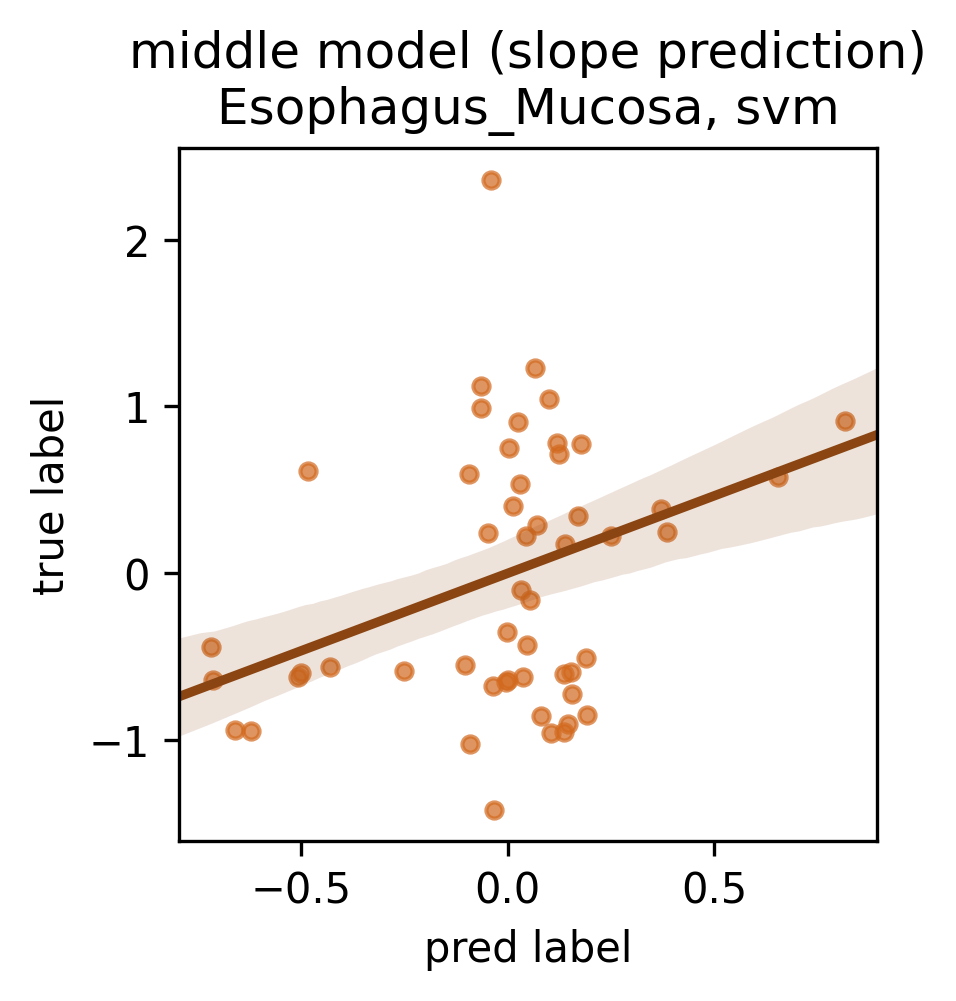 middle model (slope prediction)
Esophagus_Mucosa, svm
2
1
0
−1
true label
−0.5
0.0
0.5
pred label